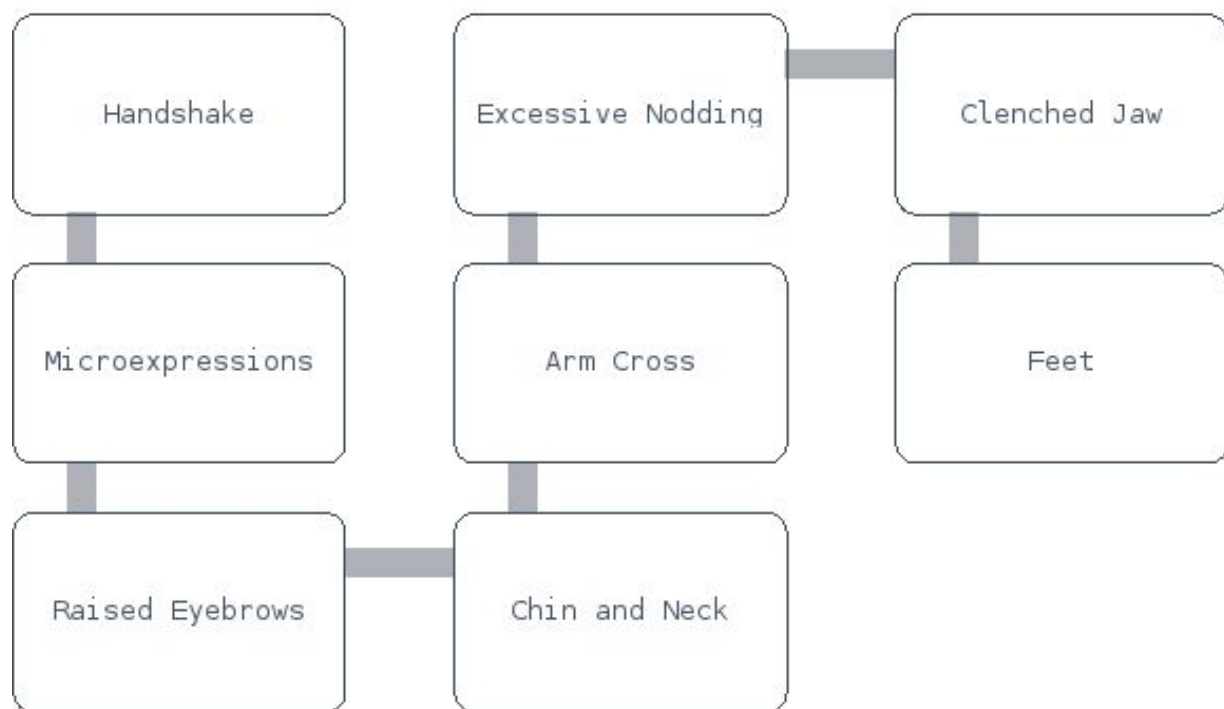 Handshake
Microexpressions
Raised Eyebrows
Chin and Neck
Arm Cross
Excessive Nodding
Clenched Jaw
Feet